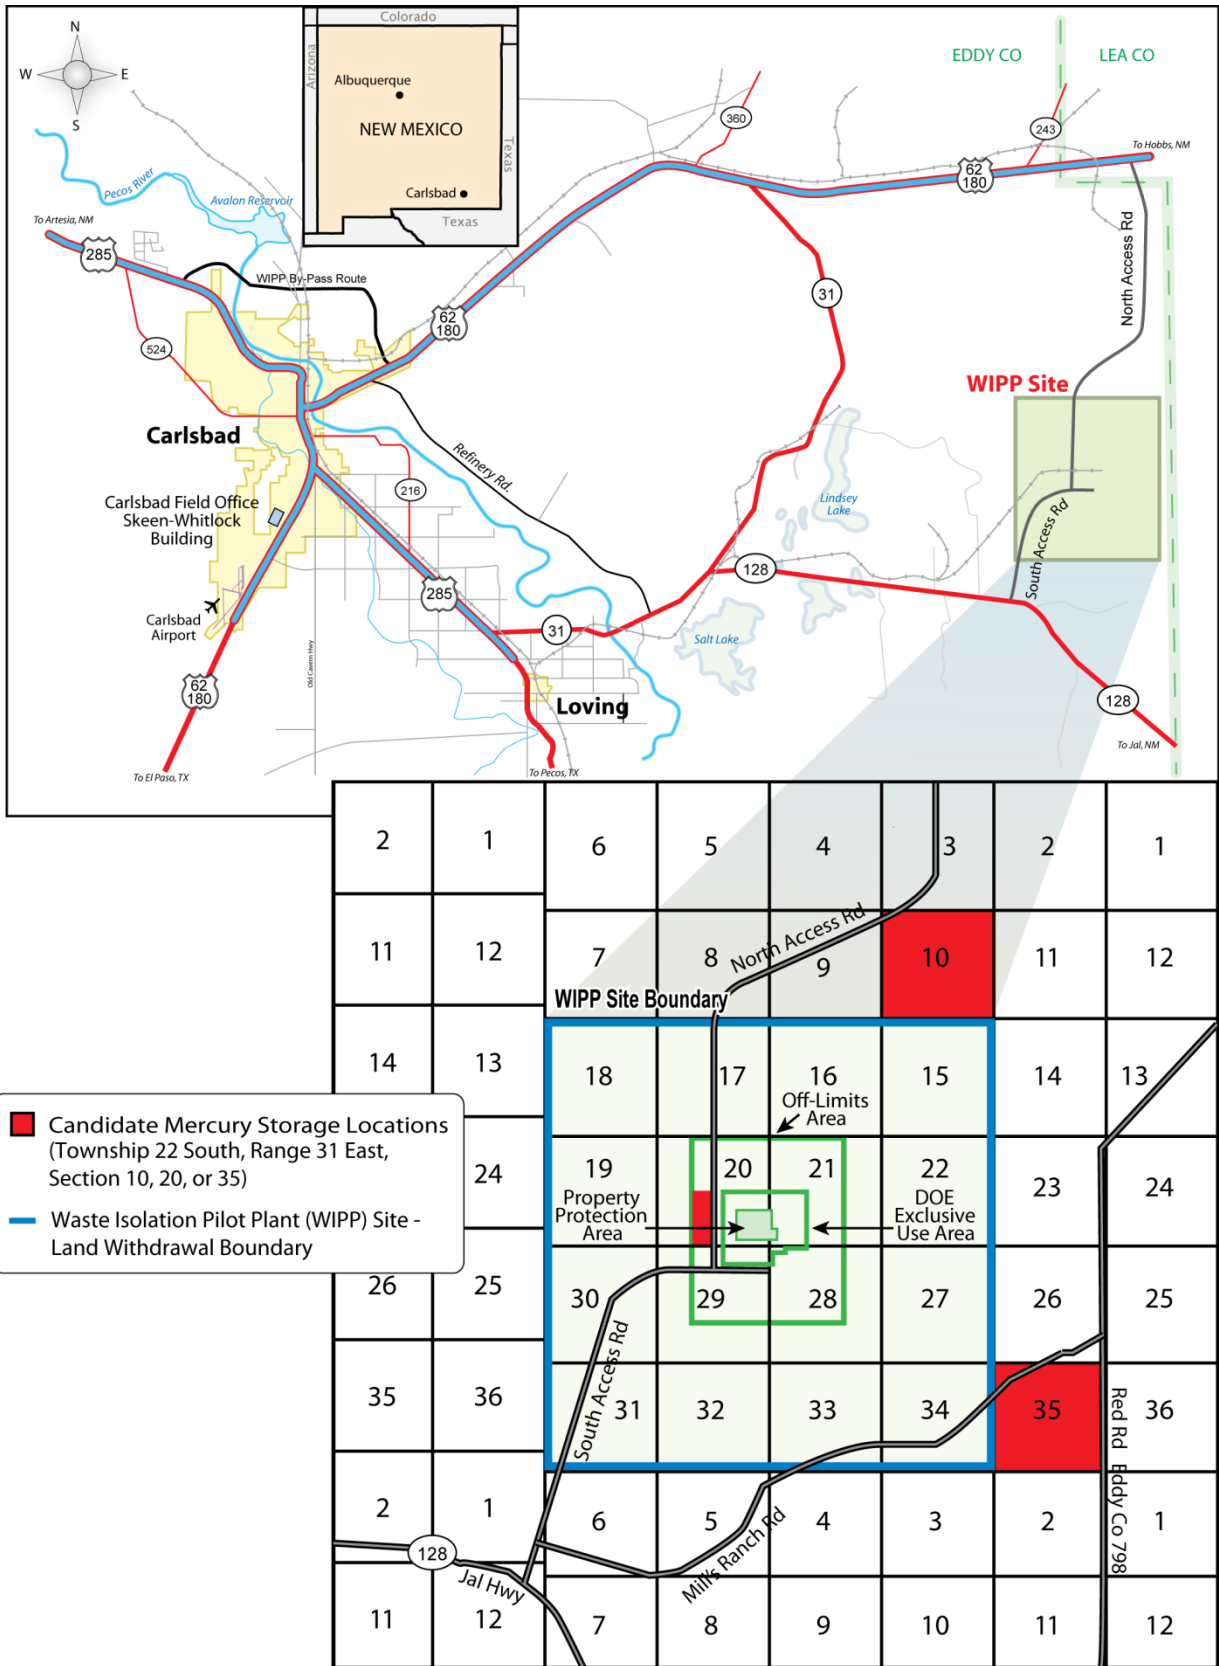 N
W
E
S
Colorado
Arizona
Albuquerque
NEW MEXICO
Texas
Carlsbad
Texas
EDDY CO
LEA CO
360
243
To Hobbs, NM
62
180
Pecos River
Avalon Reservoir
To Artesia, NM
285
WIPP By-Pass Route
North Access Rd
31
62
180
524
WIPP Site
Carlsbad
Refinery Rd.
216
Carlsbad Field Office
Skeen-Whitlock
Building
Lindsey
Lake
South Access Rd
128
285
Carlsbad
Airport
31
Salt Lake
Old Cavern Hwy
62
180
Loving
128
To Jal, NM
To El Paso, TX
To Pecos, TX
2 1 6 5 4 3 2 1
North Access Rd
11 12 7 8 9 10 11 12
WIPP Site Boundary
14 13 18 17 16 15 14 13
Off-Limits
Area
Candidate Mercury Storage Locations
(Township 22 South, Range 31 East,
Section 10, 20, or 35)
24 19 20 21 22 23 24
Property
Protection
Area
DOE
Exclusive
Use Area
Waste Isolation Pilot Plant (WIPP) Site -
Land Withdrawal Boundary
26 25 30 29 28 27 26 25
South Access Rd
35 36 31 32 33 34 35 36
Red Rd Eddy Co 798
2 1 6 5 4 3 2 1
128
Jal Hwy
Mill's Ranch Rd
11 12 7 8 9 10 11 12